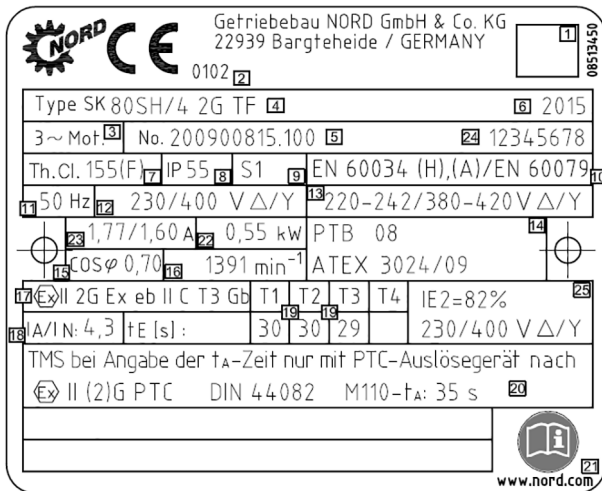 NORD CE Getriebebau NORD GmbH & Co. KG 1
22939 Bargteheide / GERMANY
0102 2
08513450
Type SK 80SH/4 2G TF 4 6 2015
3~ Mot. 3 No. 200900815.100 5 24 12345678
Th.Cl. 155(F) 7 IP 55 8 S1 9 EN 60034 (H),(A)/EN 60079 10
11 50 Hz 12 230/400 V Δ/Y 13 220-242/380-420V Δ/Y
23 1,77/1,60 A 22 0,55 kW PTB 08 14
15 COSφ 0,70 16 1391 min⁻¹ ATEX 3024/09
17 Ex II 2G Ex eb II C T3 Gb T1 T2 T3 T4 IE2=82% 25
19 19
18 IA/IN: 4,3 tE [s] : 30 30 29 230/400 V Δ/Y
TMS bei Angabe der tA-Zeit nur mit PTC-Auslösegerät nach
Ex II (2)G PTC DIN 44082 M110-tA: 35 s 20
i
21
www.nord.com